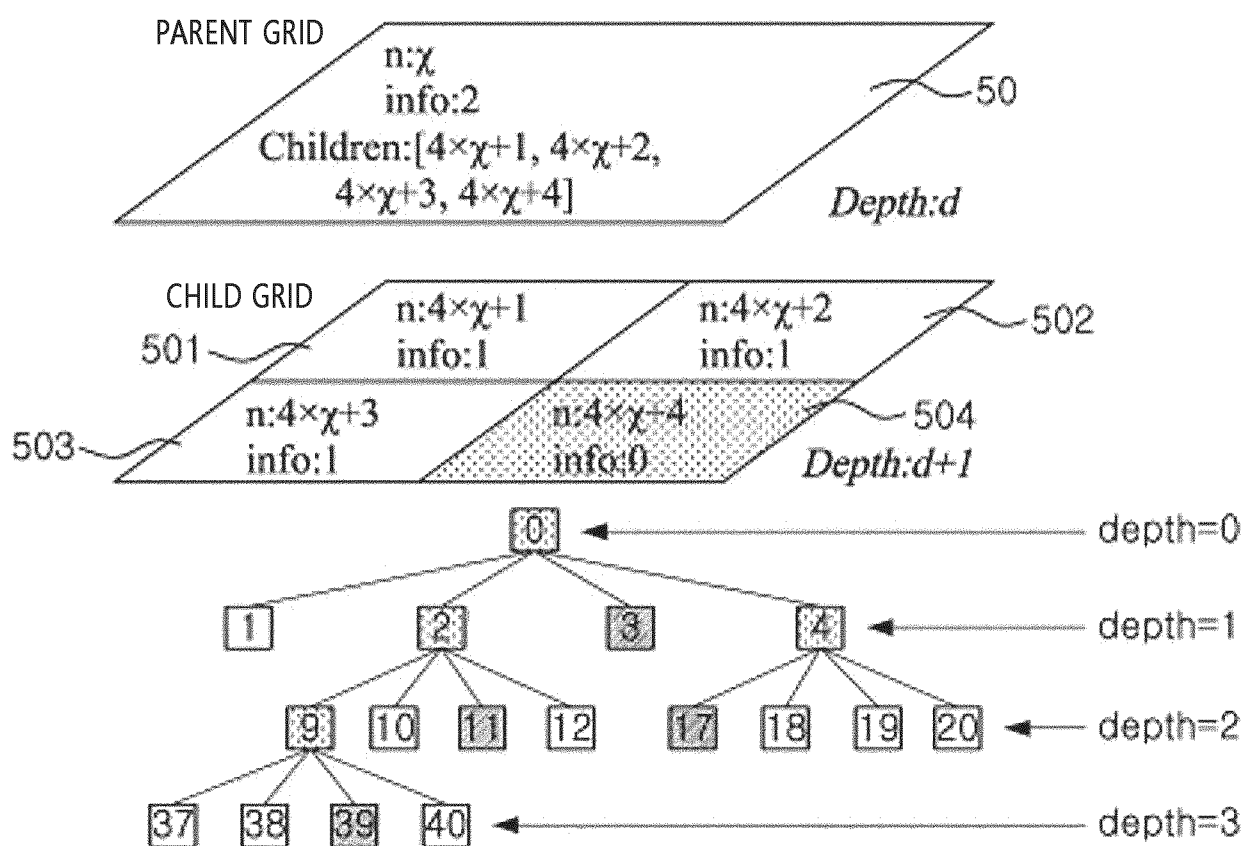 PARENT GRID
n:χ
info:2
Children:[4×χ+1, 4×χ+2,
4×χ+3, 4×χ+4]
50
Depth:d
CHILD GRID
n:4×χ+1
info:1
n:4×χ+2
info:1
501
502
n:4×χ+3
info:1
n:4×χ+4
info:0
503
504
Depth:d+1
0
depth=0
1 2 3 4
depth=1
9 10 11 12 17 18 19 20
depth=2
37 38 39 40
depth=3